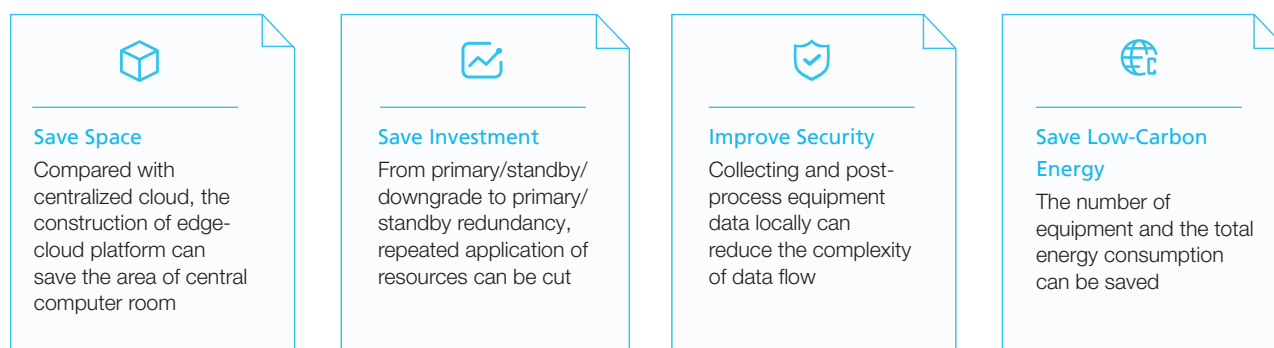 Save Space
Compared with
centralized cloud, the
construction of edge-
cloud platform can
save the area of central
computer room
Save Investment
From primary/standby/
downgrade to primary/
standby redundancy,
repeated application of
resources can be cut
Improve Security
Collecting and post-
process equipment
data locally can
reduce the complexity
of data flow
C
Save Low-Carbon
Energy
The number of
equipment and the total
energy consumption
can be saved